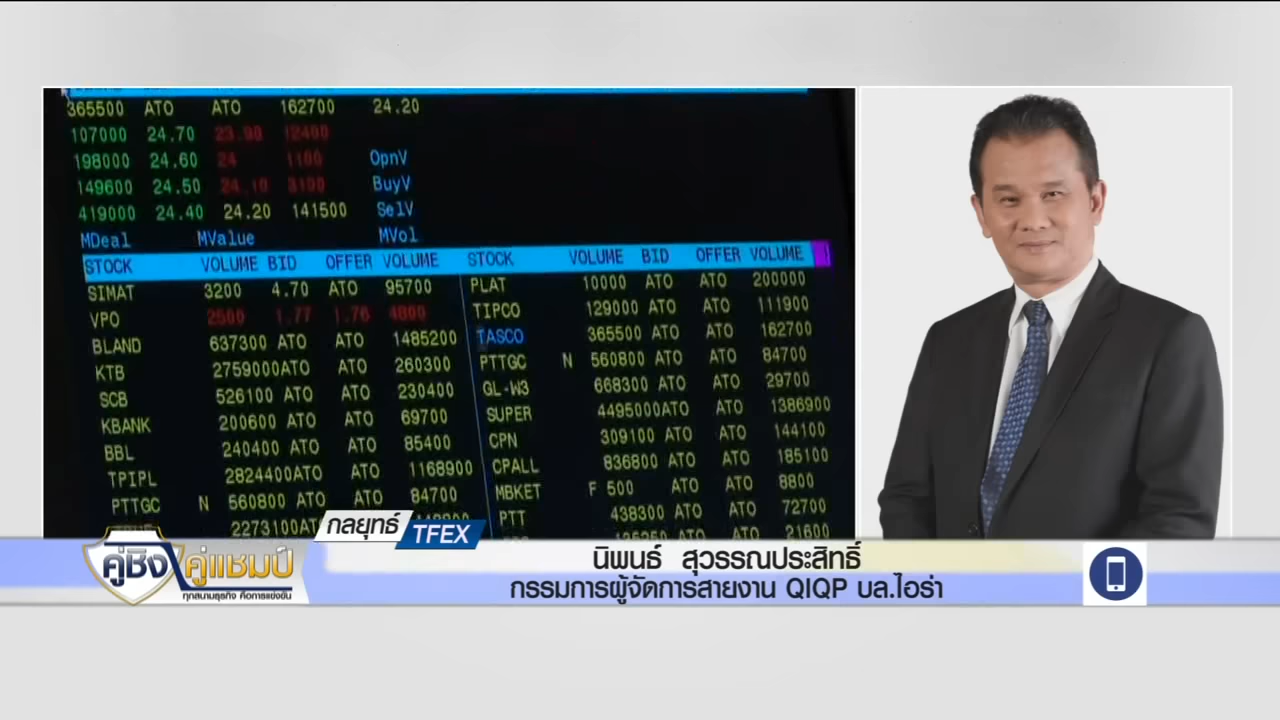 365500 ATO ATO 162700 24.20
107000 24.70 23.90 12400
198000 24.60 24 1100 OpnV
149600 24.50 24.10 3100 BuyV
419000 24.40 24.20 141500 SelV
MDeal MValue MVol
STOCK VOLUME BID OFFER VOLUME STOCK VOLUME BID OFFER VOLUME
SIMAT 3200 4.70 ATO 95700 PLAT 10000 ATO ATO 200000
VPO 2500 1.77 1.76 4800 TIPCO 129000 ATO ATO 111900
BLAND 637300 ATO ATO 1485200 TASCO 365500 ATO ATO 162700
KTB 2759000ATO ATO 260300 PTTGC N 560800 ATO ATO 84700
SCB 526100 ATO ATO 230400 GL-W3 668300 ATO ATO 29700
KBANK 200600 ATO ATO 69700 SUPER 4495000ATO ATO 1386900
BBL 240400 ATO ATO 85400 CPN 309100 ATO ATO 144100
TPIPL 2824400ATO ATO 1168900 CPALL 836800 ATO ATO 185100
PTTGC N 560800 ATO ATO 84700 MBKET F 500 ATO ATO 8800
2273100AT PTT 438300 ATO ATO 72700
ATO ATO 21600
กลยุทธ์ TFEX
คู่ชิง คู่แชมป์
ทุกสนามธุรกิจ คือการแข่งขัน
นิพนธ์ สุวรรณประสิทธิ์
กรรมการผู้จัดการสายงาน QIQP บล.ไอร่า